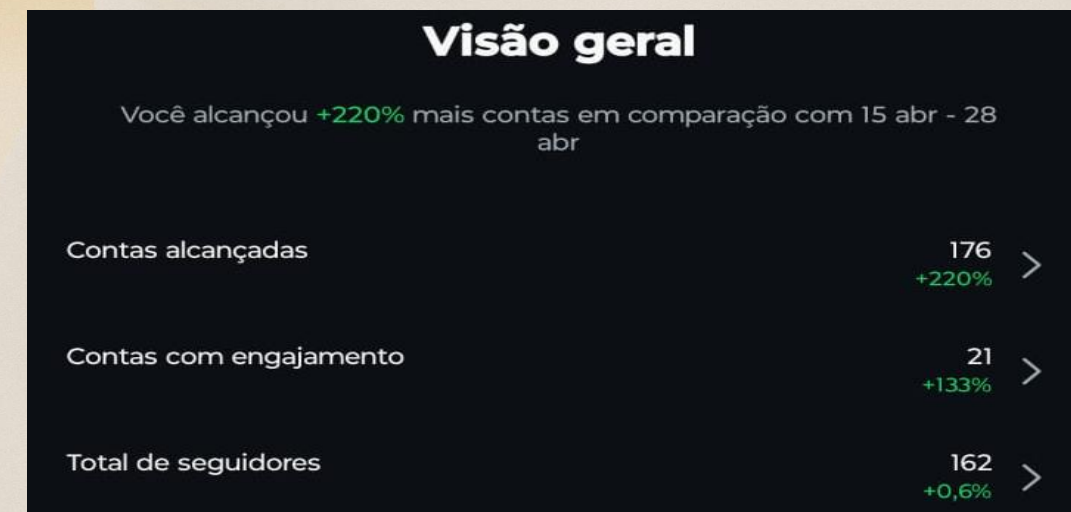 Visão geral
Você alcançou +220% mais contas em comparação com 15 abr - 28
abr
Contas alcançadas
176
+220%
Contas com engajamento
21
+133%
Total de seguidores
162
+0,6%